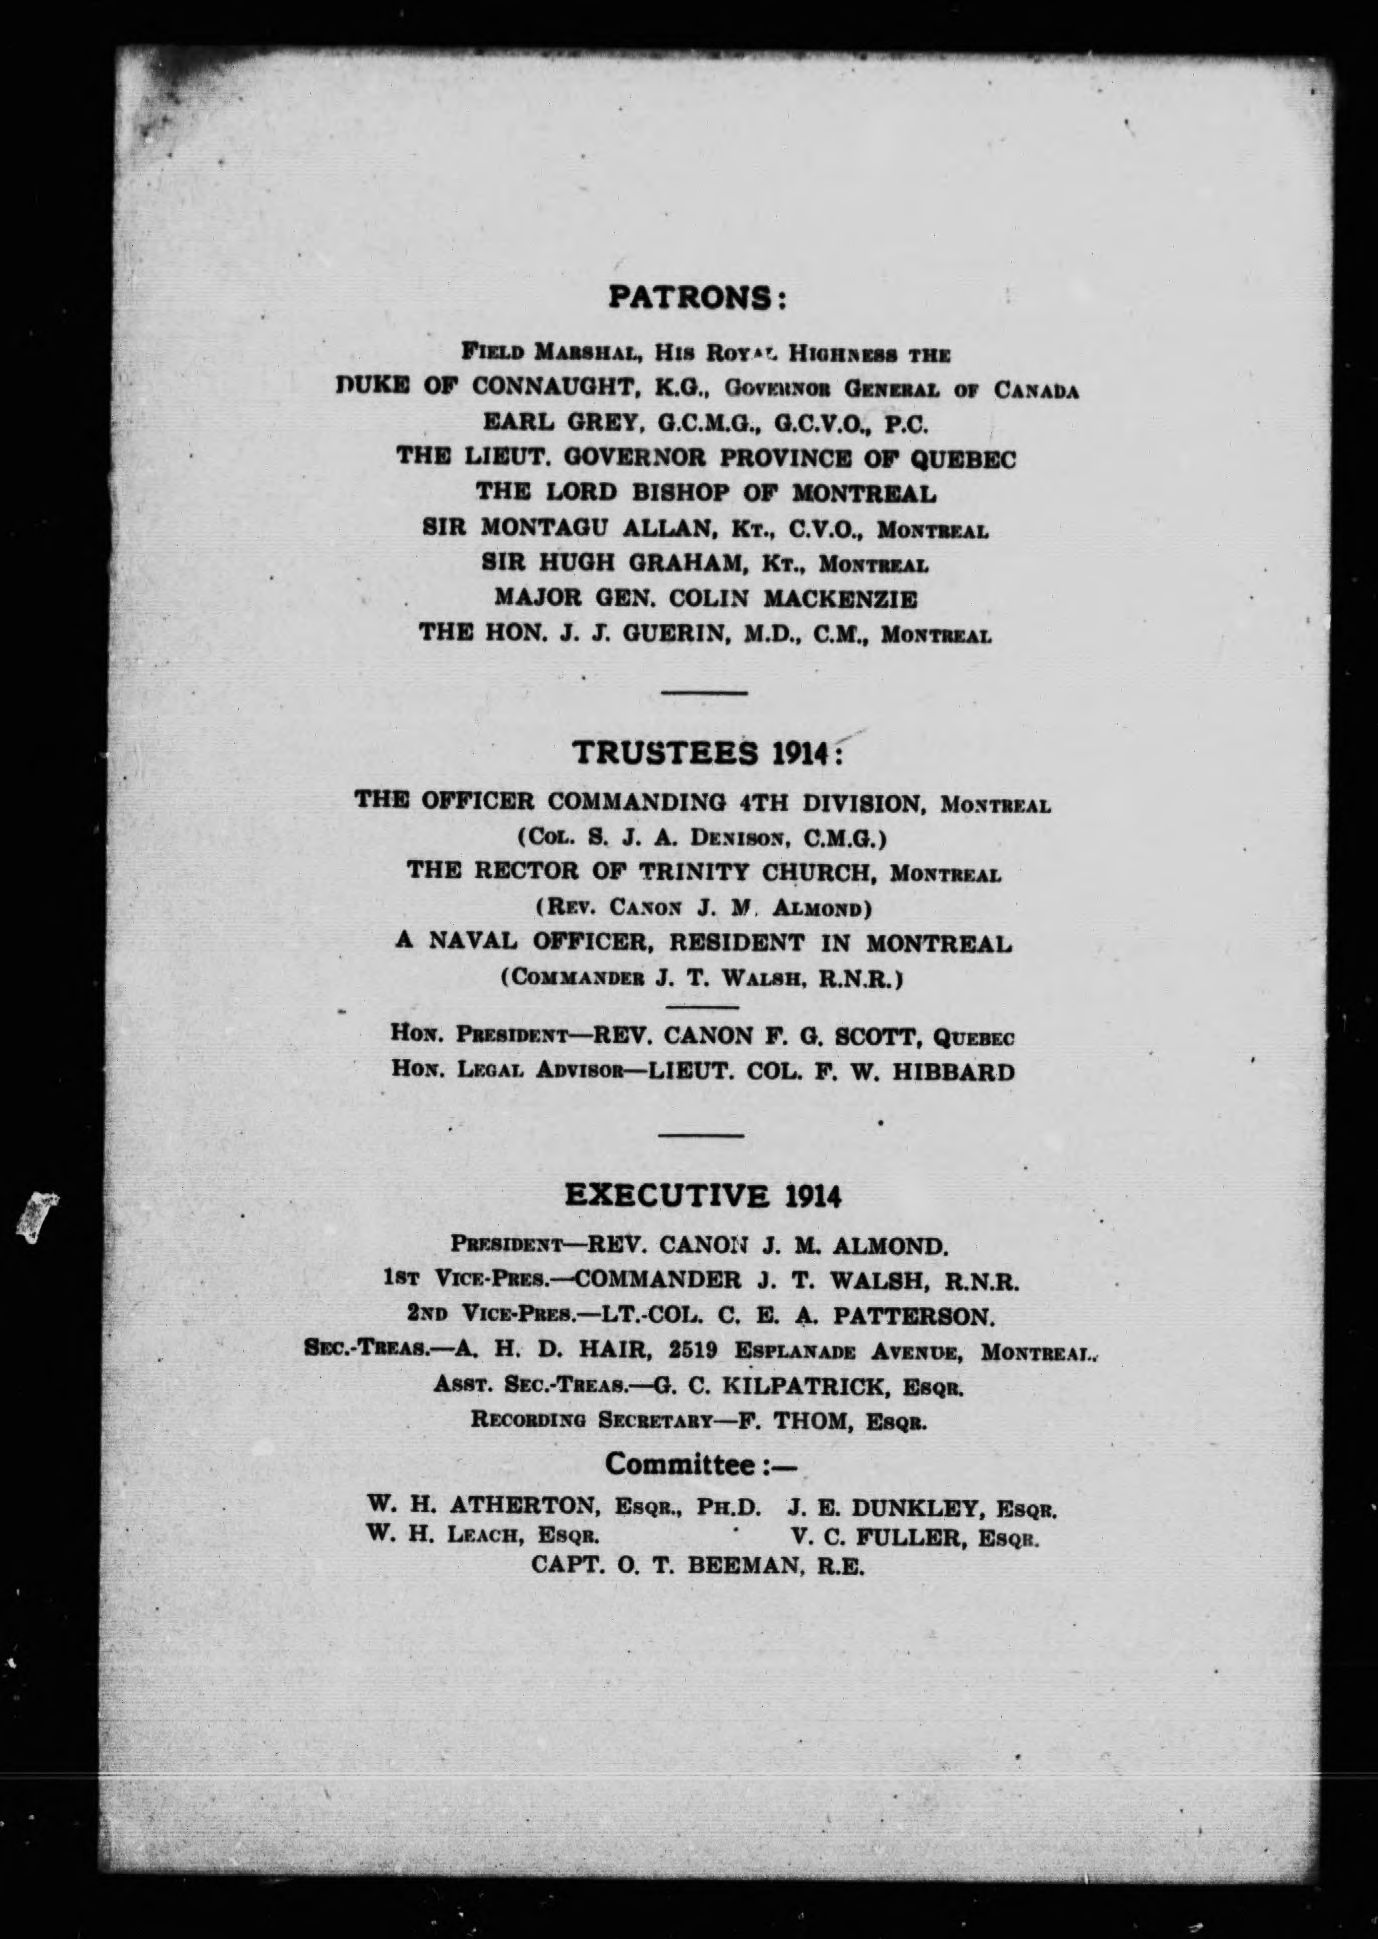 PATRONS:
FIELD MARSHAL, HIS ROYAL HIGHNESS THE
DUKE OF CONNAUGHT, K.G., GOVERNOR GENERAL OF CANADA
EARL GREY, G.C.M.G., G.C.V.O., P.C.
THE LIEUT. GOVERNOR PROVINCE OF QUEBEC
THE LORD BISHOP OF MONTREAL
SIR MONTAGU ALLAN, KT., C.V.O., MONTREAL
SIR HUGH GRAHAM, KT., MONTREAL
MAJOR GEN. COLIN MACKENZIE
THE HON. J. J. GUERIN, M.D., C.M., MONTREAL
TRUSTEES 1914:
THE OFFICER COMMANDING 4TH DIVISION, MONTREAL
(COL. S. J. A. DENISON, C.M.G.)
THE RECTOR OF TRINITY CHURCH, MONTREAL
(REV. CANON J. M. ALMOND)
A NAVAL OFFICER, RESIDENT IN MONTREAL
(COMMANDER J. T. WALSH, R.N.R.)
HON. PRESIDENT—REV. CANON F. G. SCOTT, QUEBEC
HON. LEGAL ADVISOR—LIEUT. COL. F. W. HIBBARD
EXECUTIVE 1914
PRESIDENT—REV. CANON J. M. ALMOND.
1ST VICE-PRES.—COMMANDER J. T. WALSH, R.N.R.
2ND VICE-PRES.—LT.-COL. C. E. A. PATTERSON.
SEC.-TREAS.—A. H. D. HAIR, 2519 ESPLANADE AVENUE, MONTREAL.
ASST. SEC.-TREAS.—G. C. KILPATRICK, ESQR.
RECORDING SECRETARY—F. THOM, ESQR.
Committee:—
W. H. ATHERTON, ESQR., PH.D. J. E. DUNKLEY, ESQR.
W. H. LEACH, ESQR. V. C. FULLER, ESQR.
CAPT. O. T. BEEMAN, R.E.